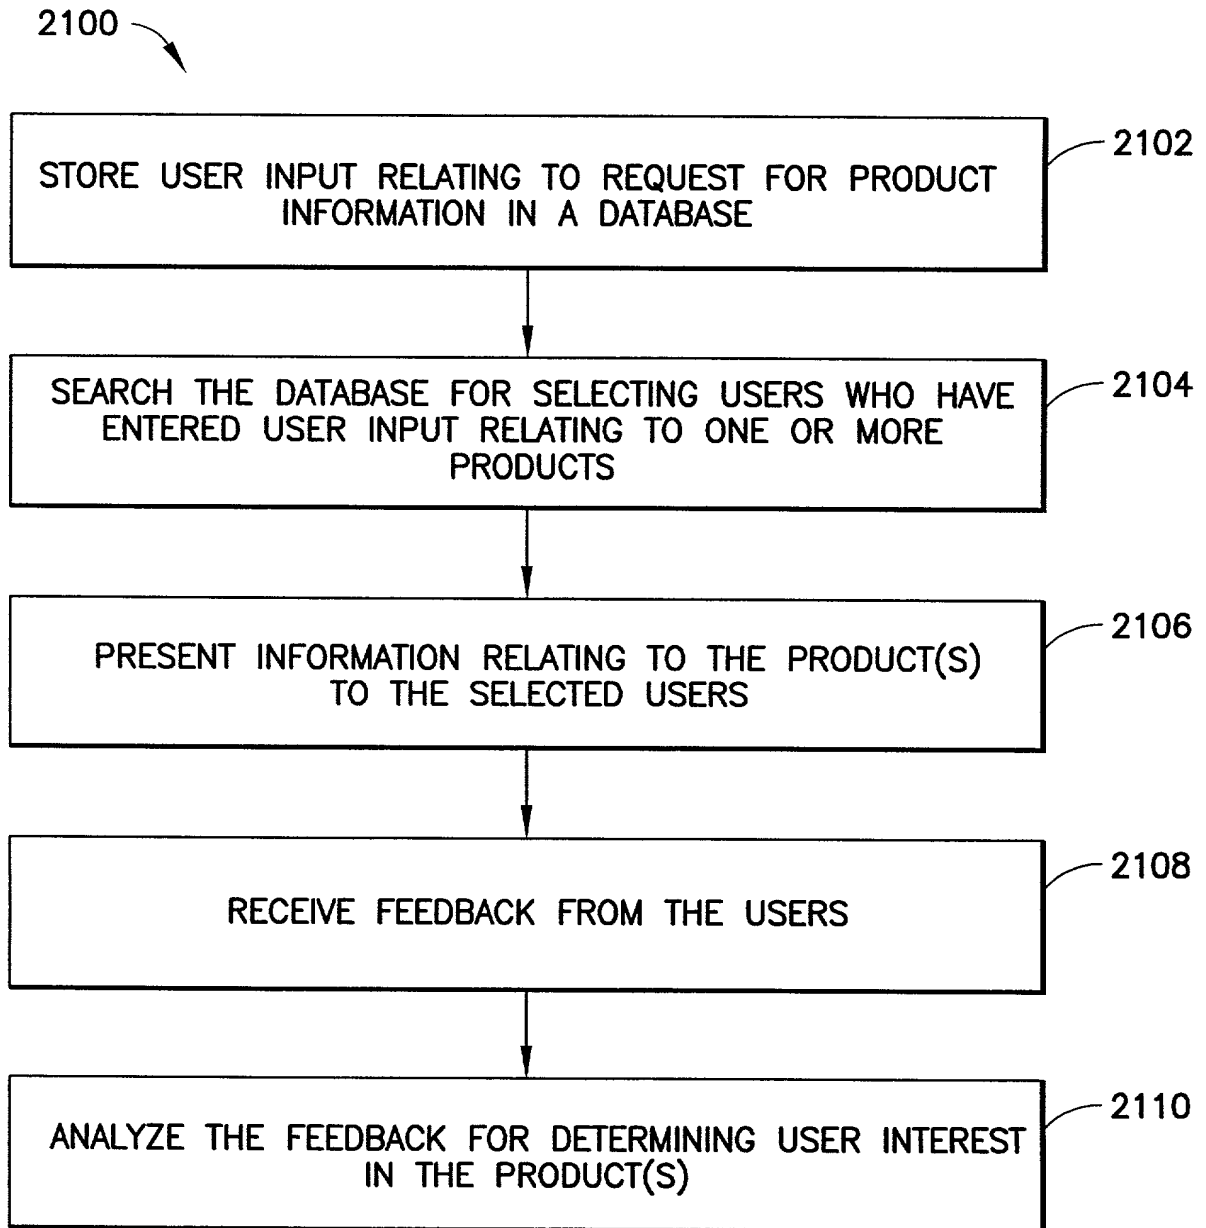 2100
STORE USER INPUT RELATING TO REQUEST FOR PRODUCT
INFORMATION IN A DATABASE
2102
SEARCH THE DATABASE FOR SELECTING USERS WHO HAVE
ENTERED USER INPUT RELATING TO ONE OR MORE
PRODUCTS
2104
PRESENT INFORMATION RELATING TO THE PRODUCT(S)
TO THE SELECTED USERS
2106
RECEIVE FEEDBACK FROM THE USERS
2108
ANALYZE THE FEEDBACK FOR DETERMINING USER INTEREST
IN THE PRODUCT(S)
2110